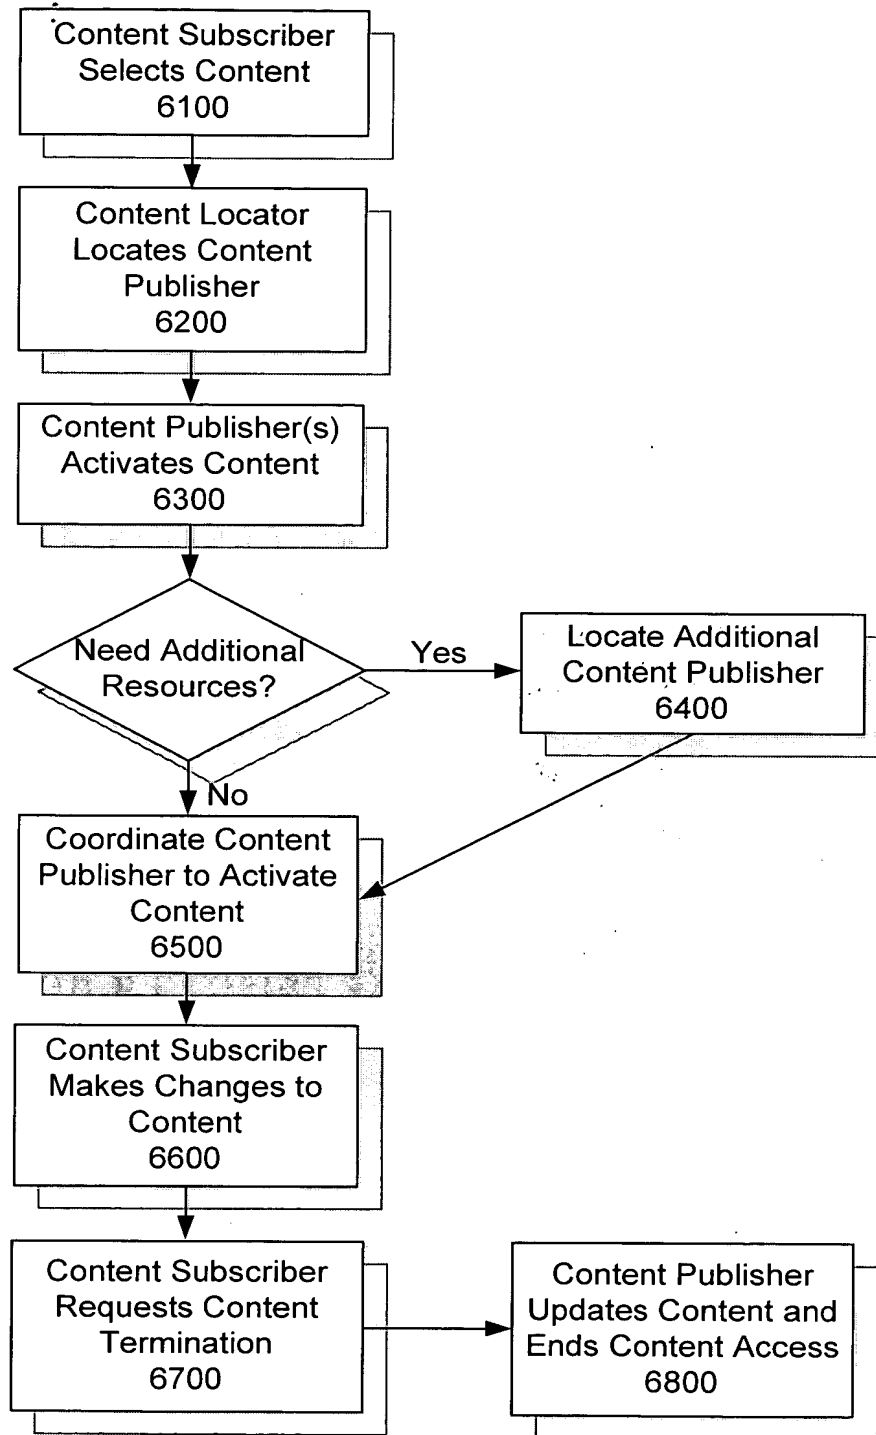 Content Subscriber
Selects Content
6100
Content Locator
Locates Content
Publisher
6200
Content Publisher(s)
Activates Content
6300
Need Additional
Resources?
Yes
Locate Additional
Content Publisher
6400
No
Coordinate Content
Publisher to Activate
Content
6500
Content Subscriber
Makes Changes to
Content
6600
Content Subscriber
Requests Content
Termination
6700
Content Publisher
Updates Content and
Ends Content Access
6800